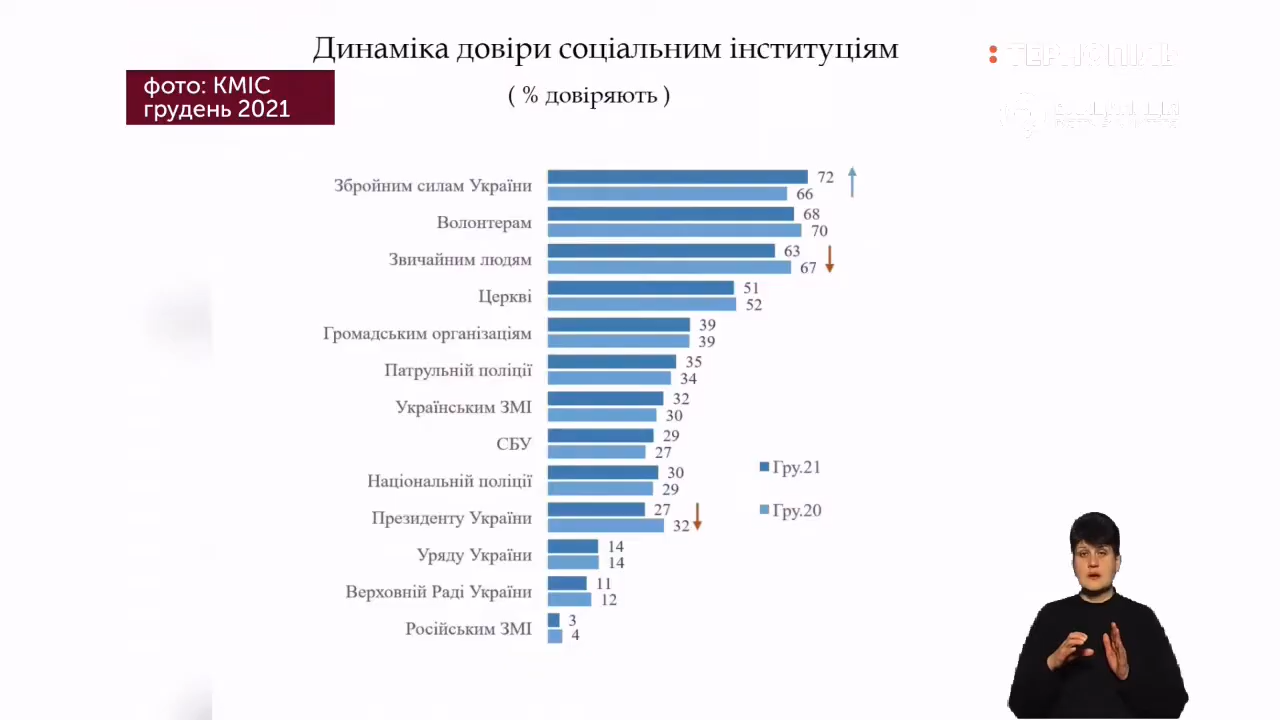 Динаміка довіри соціальним інституціям
( % довіряють )
фото: КМІС
грудень 2021
ТЕРНОПІЛЬ
Збройним силам України 72
66
Волонтерам 68
70
Звичайним людям 63
67
Церкві 51
52
Громадським організаціям 39
39
Патрульній поліції 35
34
Українським ЗМІ 32
30
СБУ 29
27
Національній поліції 30
29
Президенту України 27
32
Уряду України 14
14
Верховній Раді України 11
12
Російським ЗМІ 3
4
Гру.21
Гру.20